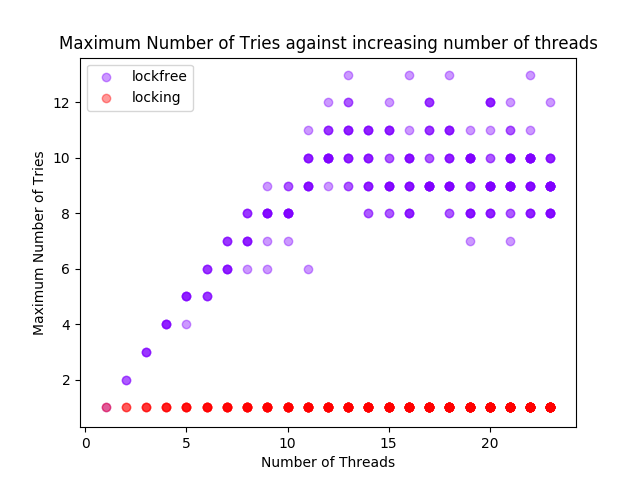 Maximum Number of Tries against increasing number of threads
lockfree
locking
12
10
8
6
4
2
Maximum Number of Tries
0
5
10
15
20
Number of Threads